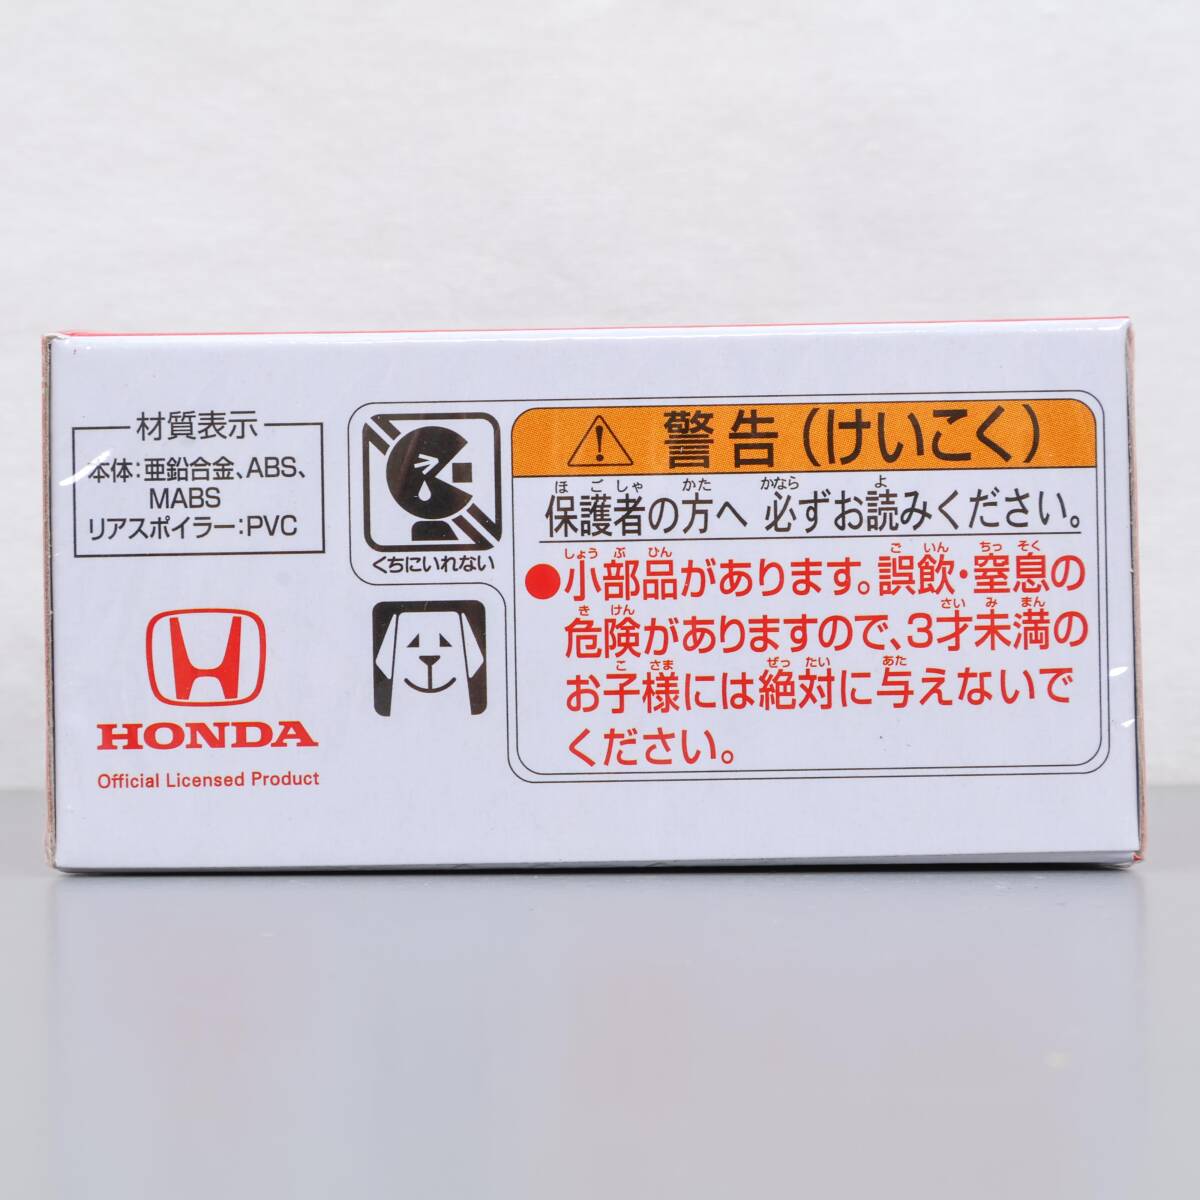 材質表示
本体：亜鉛合金、ABS、
MABS
リアスポイラー：PVC
HONDA
Official Licensed Product
くちにいれない
警告（けいこく）
ほごしゃ かた かなら よ
保護者の方へ 必ずお読みください。
しょうぶひん ごいん ちっそく
●小部品があります。誤飲・窒息の
きけん さいみまん
危険がありますので、3才未満の
こさま ぜったい あた
お子様には絶対に与えないで
ください。